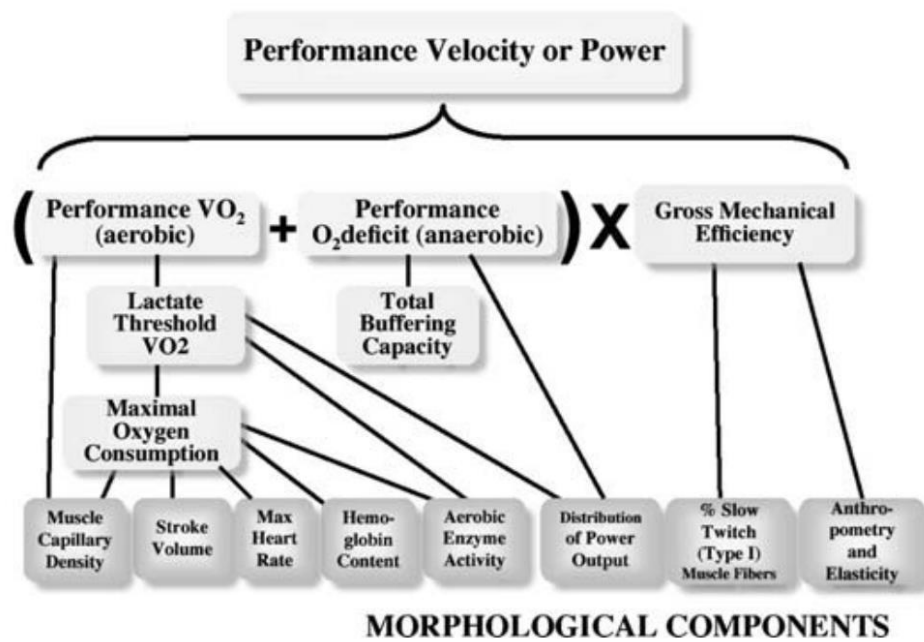 Performance Velocity or Power
(
Performance VO₂
(aerobic)
+
Performance
O₂deficit (anaerobic)
)
X
Gross Mechanical
Efficiency
Lactate
Threshold
VO2
Total
Buffering
Capacity
Maximal
Oxygen
Consumption
Muscle
Capillary
Density
Stroke
Volume
Max
Heart
Rate
Hemo-
globin
Content
Aerobic
Enzyme
Activity
Distribution
of Power
Output
% Slow
Twitch
(Type I)
Muscle Fibers
Anthro-
pometry
and
Elasticity
MORPHOLOGICAL COMPONENTS